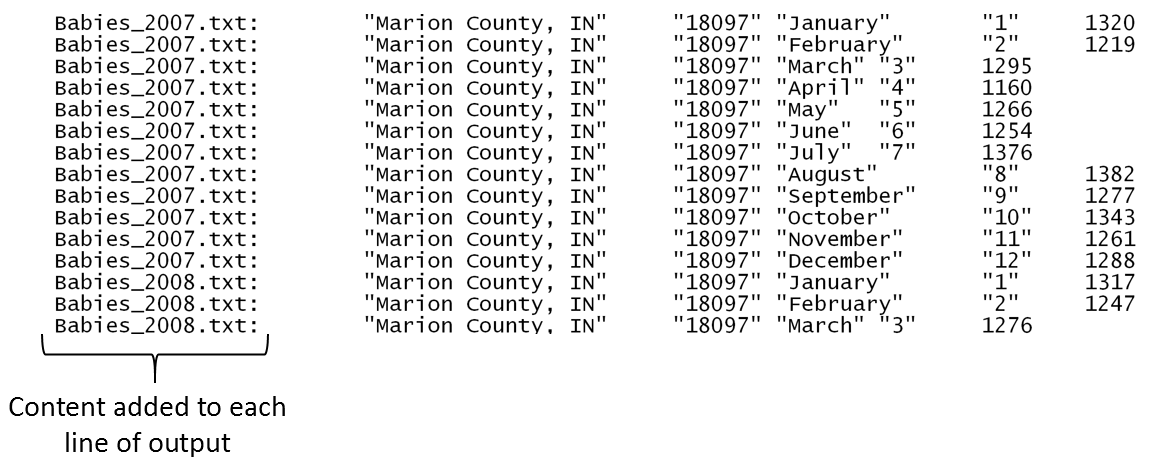 Babies_2007.txt: "Marion County, IN" "18097" "January" "1" 1320
Babies_2007.txt: "Marion County, IN" "18097" "February" "2" 1219
Babies_2007.txt: "Marion County, IN" "18097" "March" "3" 1295
Babies_2007.txt: "Marion County, IN" "18097" "April" "4" 1160
Babies_2007.txt: "Marion County, IN" "18097" "May" "5" 1266
Babies_2007.txt: "Marion County, IN" "18097" "June" "6" 1254
Babies_2007.txt: "Marion County, IN" "18097" "July" "7" 1376
Babies_2007.txt: "Marion County, IN" "18097" "August" "8" 1382
Babies_2007.txt: "Marion County, IN" "18097" "September" "9" 1277
Babies_2007.txt: "Marion County, IN" "18097" "October" "10" 1343
Babies_2007.txt: "Marion County, IN" "18097" "November" "11" 1261
Babies_2007.txt: "Marion County, IN" "18097" "December" "12" 1288
Babies_2008.txt: "Marion County, IN" "18097" "January" "1" 1317
Babies_2008.txt: "Marion County, IN" "18097" "February" "2" 1247
Babies_2008.txt: "Marion County, IN" "18097" "March" "3" 1276
Content added to each
line of output